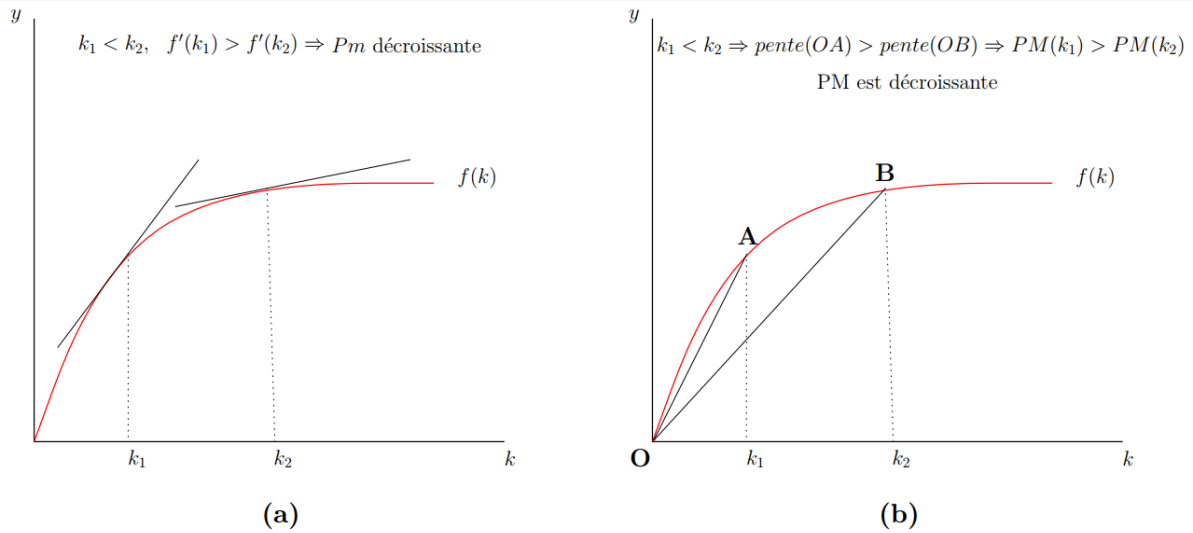 y
k₁ < k₂, f′(k₁) > f′(k₂) ⇒ Pm décroissante
f(k)
k₁
k₂
k
(a)
y
k₁ < k₂ ⇒ pente(OA) > pente(OB) ⇒ PM(k₁) > PM(k₂)
PM est décroissante
B
f(k)
A
O
k₁
k₂
k
(b)